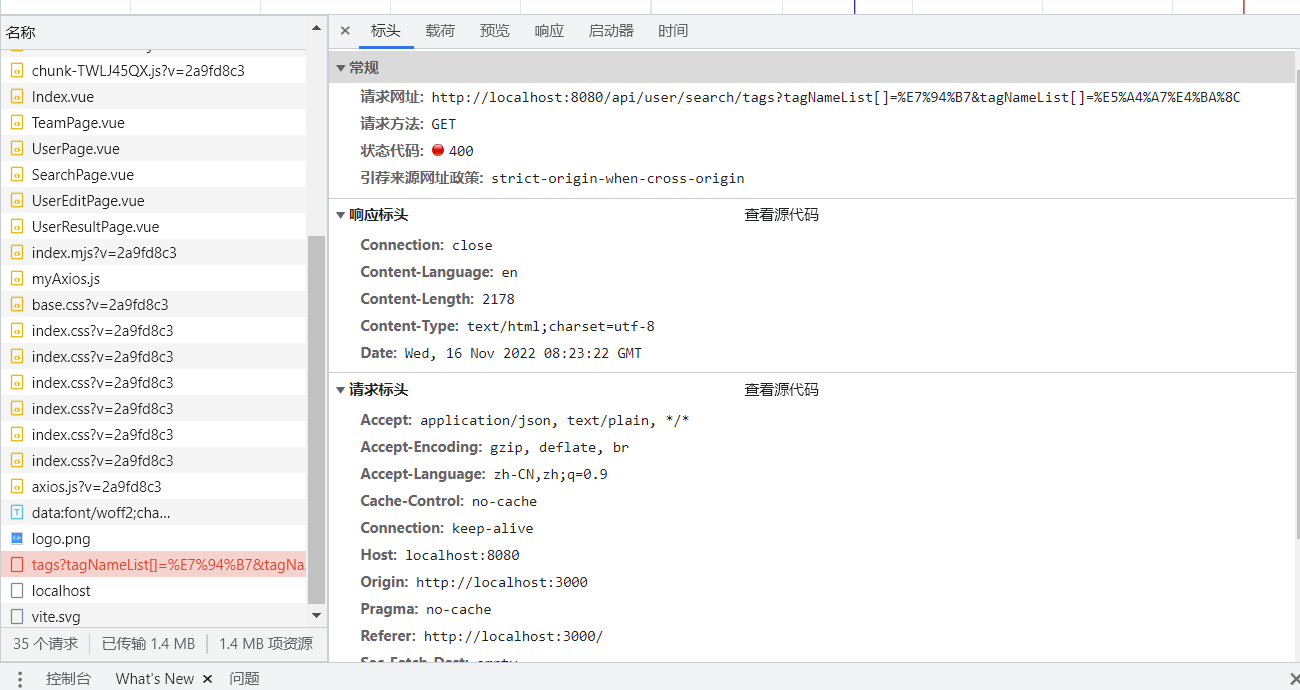 名称
chunk-TWLJ45QX.js?v=2a9fd8c3
Index.vue
TeamPage.vue
UserPage.vue
SearchPage.vue
UserEditPage.vue
UserResultPage.vue
index.mjs?v=2a9fd8c3
myAxios.js
base.css?v=2a9fd8c3
index.css?v=2a9fd8c3
index.css?v=2a9fd8c3
index.css?v=2a9fd8c3
index.css?v=2a9fd8c3
index.css?v=2a9fd8c3
index.css?v=2a9fd8c3
axios.js?v=2a9fd8c3
data:font/woff2;cha...
logo.png
tags?tagNameList[]=%E7%94%B7&tagNa...
localhost
vite.svg
35 个请求 已传输 1.4 MB 1.4 MB 项资源
标头 载荷 预览 响应 启动器 时间
常规
请求网址: http://localhost:8080/api/user/search/tags?tagNameList[]=%E7%94%B7&tagNameList[]=%E5%A4%A7%E4%BA%8C
请求方法: GET
状态代码: 400
引荐来源网址政策: strict-origin-when-cross-origin
响应标头 查看源代码
Connection: close
Content-Language: en
Content-Length: 2178
Content-Type: text/html;charset=utf-8
Date: Wed, 16 Nov 2022 08:23:22 GMT
请求标头 查看源代码
Accept: application/json, text/plain, */*
Accept-Encoding: gzip, deflate, br
Accept-Language: zh-CN,zh;q=0.9
Cache-Control: no-cache
Connection: keep-alive
Host: localhost:8080
Origin: http://localhost:3000
Pragma: no-cache
Referer: http://localhost:3000/
Sec-Fetch-Dest: empty
控制台 What's New 问题